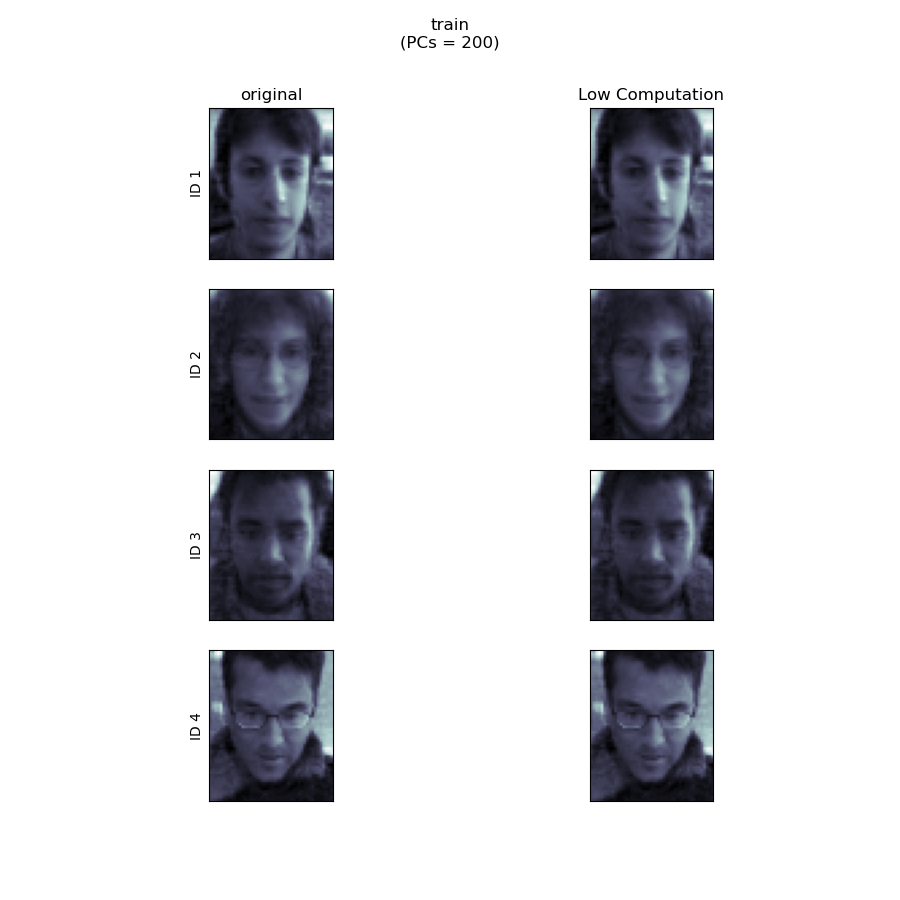 train
(PCs = 200)
original
Low Computation
ID 1
ID 2
ID 3
ID 4